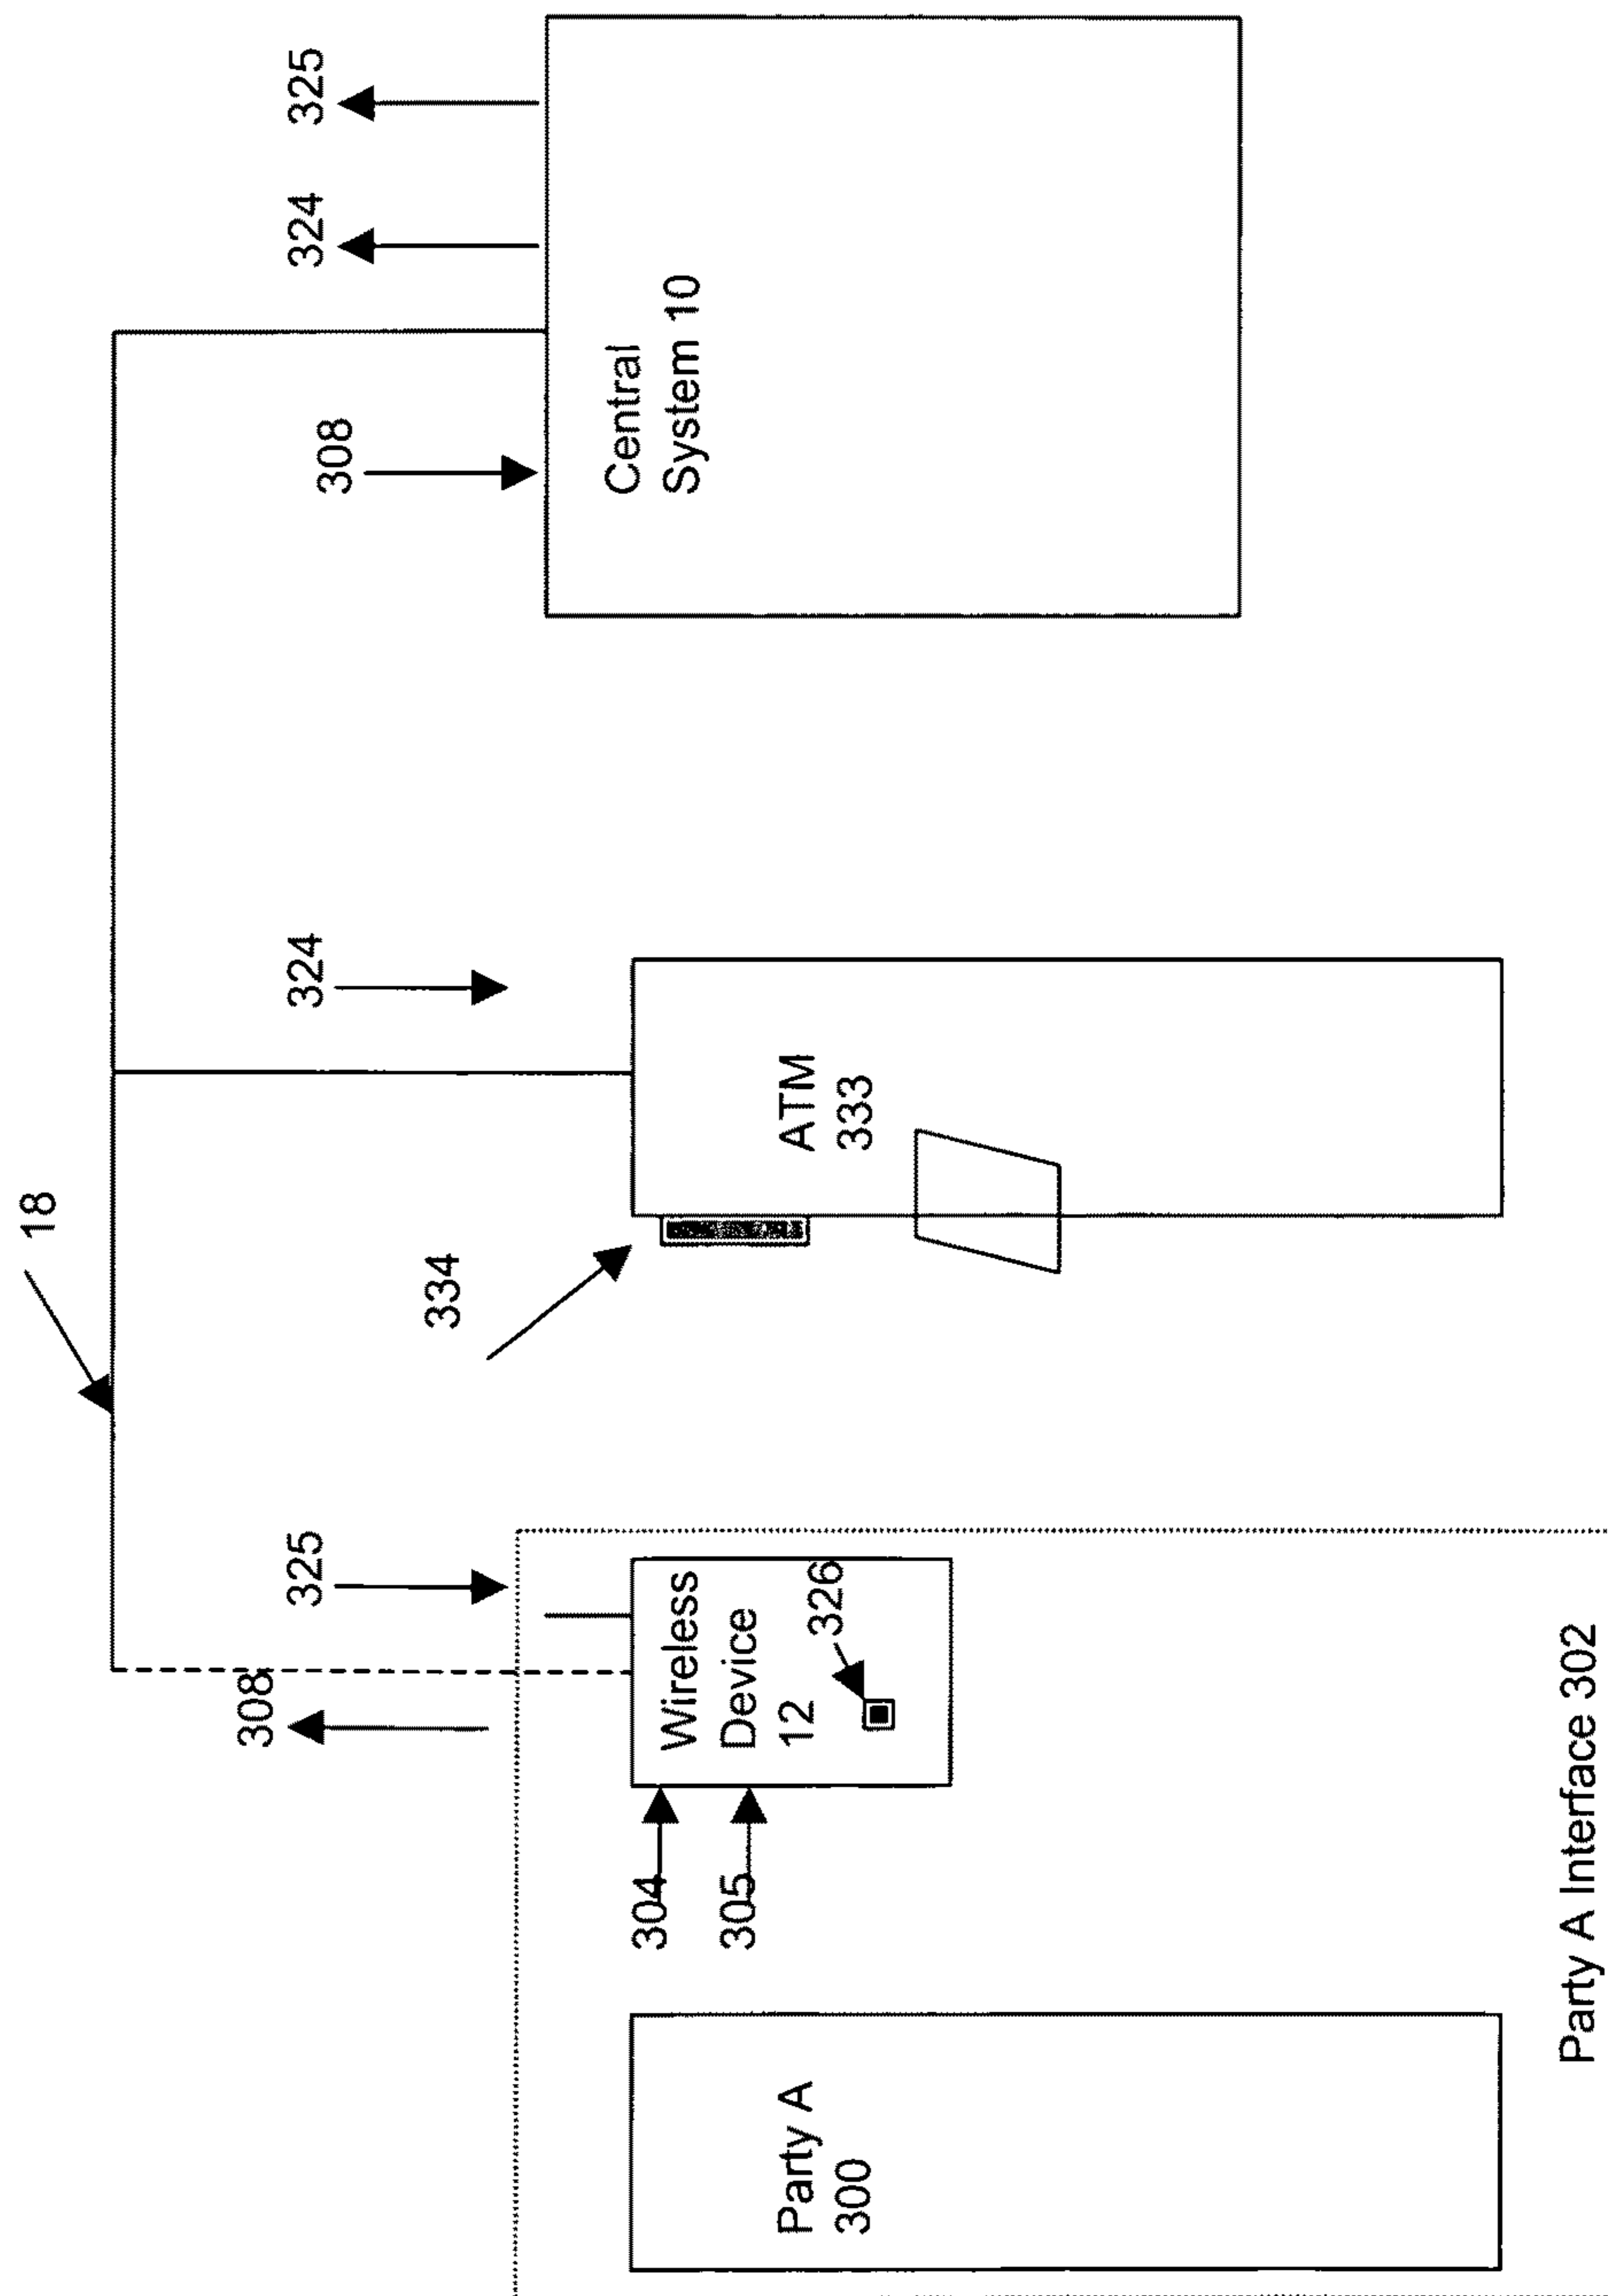 18
308
325
324
324
325
308
334
Central
System 10
304
305
Wireless
Device
12
326
Party A
300
ATM
333
Party A Interface 302